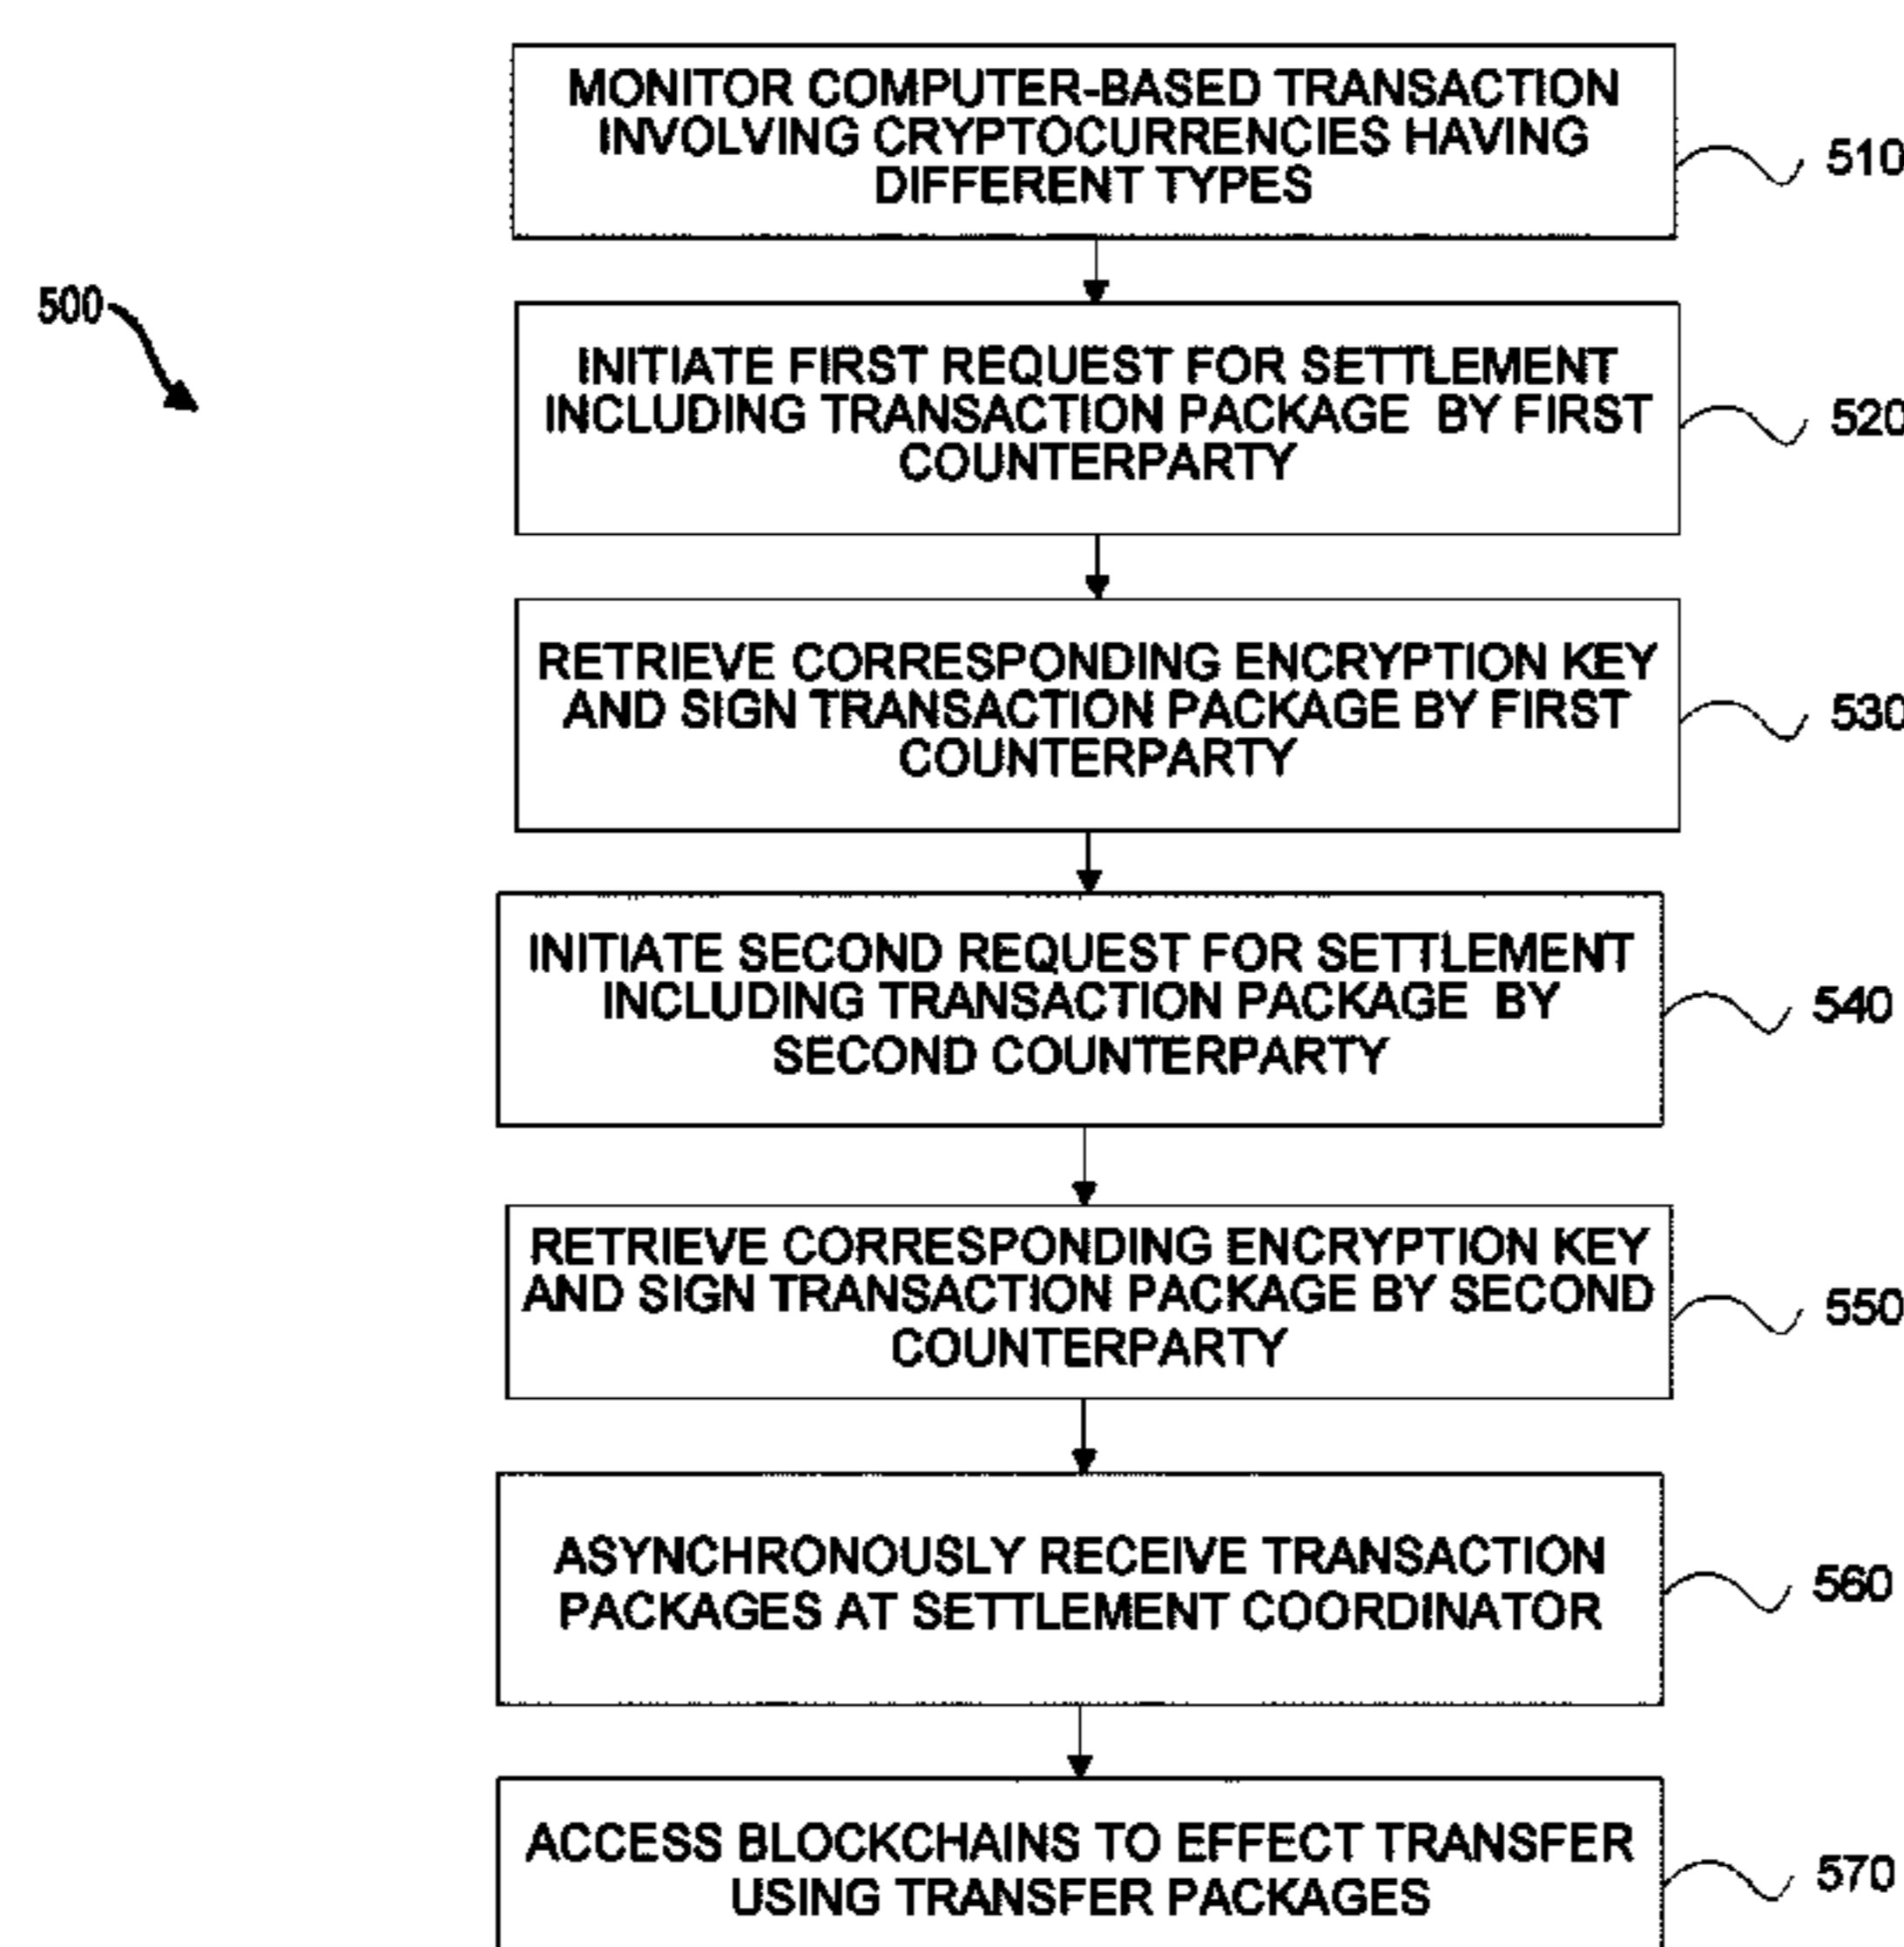 MONITOR COMPUTER-BASED TRANSACTION
INVOLVING CRYPTOCURRENCIES HAVING
DIFFERENT TYPES
510
500
INITIATE FIRST REQUEST FOR SETTLEMENT
INCLUDING TRANSACTION PACKAGE BY FIRST
COUNTERPARTY
520
RETRIEVE CORRESPONDING ENCRYPTION KEY
AND SIGN TRANSACTION PACKAGE BY FIRST
COUNTERPARTY
530
INITIATE SECOND REQUEST FOR SETTLEMENT
INCLUDING TRANSACTION PACKAGE BY
SECOND COUNTERPARTY
540
RETRIEVE CORRESPONDING ENCRYPTION KEY
AND SIGN TRANSACTION PACKAGE BY SECOND
COUNTERPARTY
550
ASYNCHRONOUSLY RECEIVE TRANSACTION
PACKAGES AT SETTLEMENT COORDINATOR
560
ACCESS BLOCKCHAINS TO EFFECT TRANSFER
USING TRANSFER PACKAGES
570